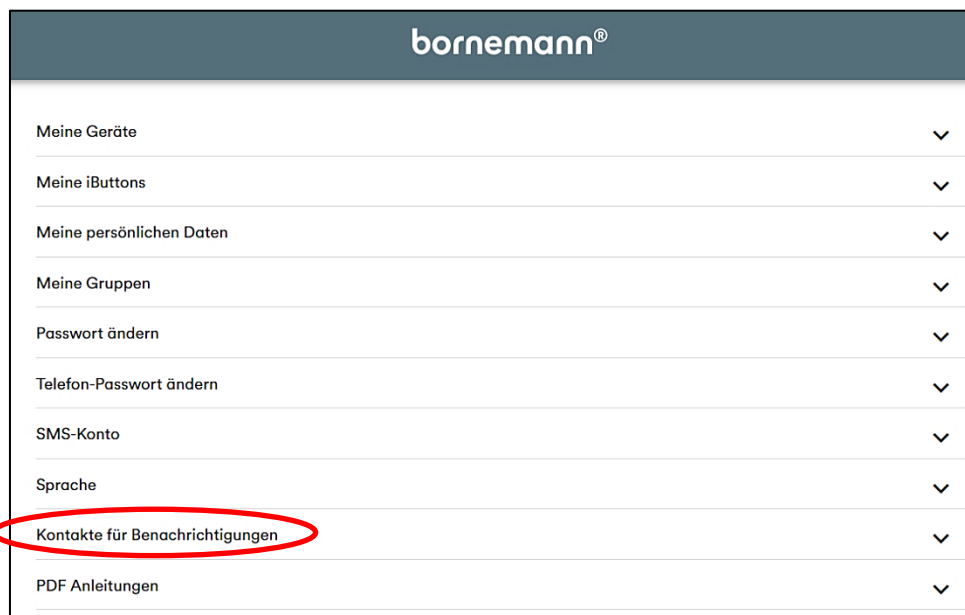 bornemann®
Meine Geräte
Meine iButtons
Meine persönlichen Daten
Meine Gruppen
Passwort ändern
Telefon-Passwort ändern
SMS-Konto
Sprache
Kontakte für Benachrichtigungen
PDF Anleitungen